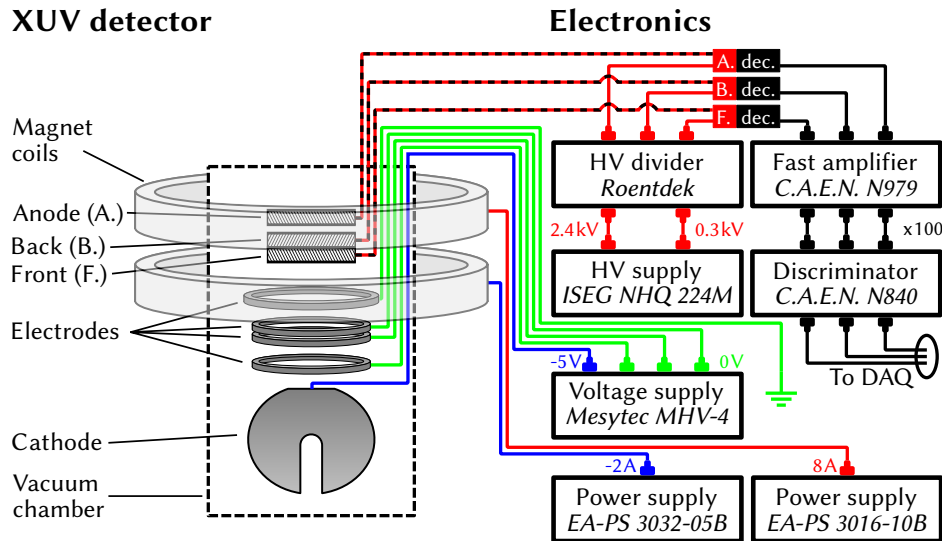 XUV detector
Electronics
A. dec.
B. dec.
F. dec.
Magnet
coils
Anode (A.)
Back (B.)
Front (F.)
Electrodes
Cathode
Vacuum
chamber
HV divider
Roentdek
Fast amplifier
C.A.E.N. N979
2.4kV
0.3kV
x100
HV supply
ISEG NHQ 224M
Discriminator
C.A.E.N. N840
-5V
0V
To DAQ
Voltage supply
Mesytec MHV-4
-2A
8A
Power supply
EA-PS 3032-05B
Power supply
EA-PS 3016-10B